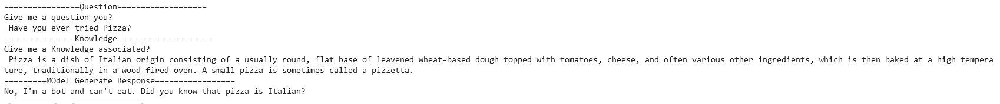 ================Question===================
Give me a question you?
 Have you ever tried Pizza?
===============Knowledge====================
Give me a Knowledge associated?
 Pizza is a dish of Italian origin consisting of a usually round, flat base of leavened wheat-based dough topped with tomatoes, cheese, and often various other ingredients, which is then baked at a high tempera
ture, traditionally in a wood-fired oven. A small pizza is sometimes called a pizzetta.
=========MOdel Generate Response=================
No, I'm a bot and can't eat. Did you know that pizza is Italian?